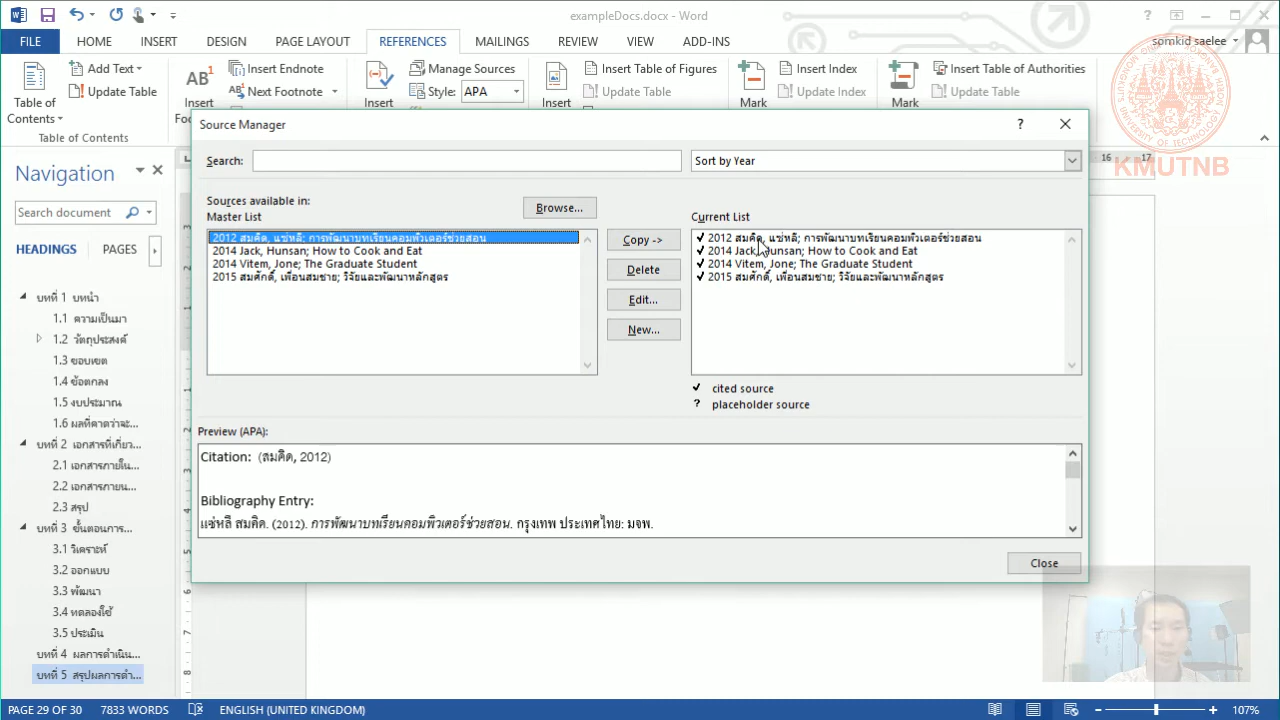 exampleDocs.docx - Word
FILE HOME INSERT DESIGN PAGE LAYOUT REFERENCES MAILINGS REVIEW VIEW ADD-INS
somkid saelee
Table of Contents
Add Text
Update Table
Table of Contents
AB1
Insert
Insert Endnote
Next Footnote
Insert
Manage Sources
Style: APA
Insert
Insert Table of Figures
Update Table
Mark
Insert Index
Update Index
Mark
Insert Table of Authorities
Update Table
KMUTNB
16 17
Navigation
Search document
HEADINGS PAGES
บทที่ 1 บทนำ
1.1 ความเป็นมา
1.2 วัตถุประสงค์
1.3 ขอบเขต
1.4 ข้อตกลง
1.5 งบประมาณ
1.6 ผลที่คาดว่าจะ...
บทที่ 2 เอกสารที่เกี่ยว...
2.1 เอกสารภายใน...
2.2 เอกสารภายน...
2.3 สรุป
บทที่ 3 ขั้นตอนการ...
3.1 วิเคราะห์
3.2 ออกแบบ
3.3 พัฒนา
3.4 ทดลองใช้
3.5 ประเมิน
บทที่ 4 ผลการดำเนิน...
บทที่ 5 สรุปผลการดำ...
Source Manager
Search:
Sort by Year
Sources available in:
Master List
Browse...
2012 สมคิด, แซ่หลี; การพัฒนาบทเรียนคอมพิวเตอร์ช่วยสอน
2014 Jack, Hunsan; How to Cook and Eat
2014 Vitem, Jone; The Graduate Student
2015 สมศักดิ์, เพื่อนสมชาย; วิจัยและพัฒนาหลักสูตร
Copy ->
Delete
Edit...
New...
Current List
2012 สมคิด, แซ่หลี; การพัฒนาบทเรียนคอมพิวเตอร์ช่วยสอน
2014 Jack, Hunsan; How to Cook and Eat
2014 Vitem, Jone; The Graduate Student
2015 สมศักดิ์, เพื่อนสมชาย; วิจัยและพัฒนาหลักสูตร
cited source
? placeholder source
Preview (APA):
Citation: (สมคิด, 2012)
Bibliography Entry:
แซ่หลี สมคิด. (2012). การพัฒนาบทเรียนคอมพิวเตอร์ช่วยสอน. กรุงเทพ ประเทศไทย: มจพ.
Close
PAGE 29 OF 30 7833 WORDS ENGLISH (UNITED KINGDOM) 107%